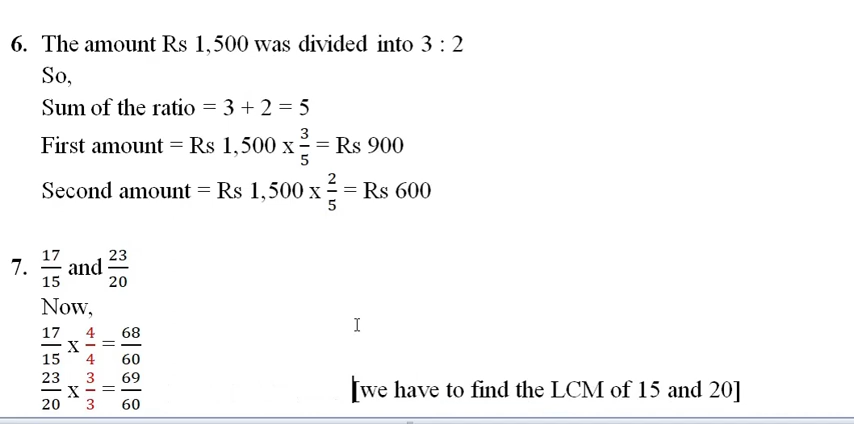 6. The amount Rs 1,500 was divided into 3 : 2
So,
Sum of the ratio = 3 + 2 = 5
First amount = Rs 1,500 x 3/5 = Rs 900
Second amount = Rs 1,500 x 2/5 = Rs 600
7. 17/15 and 23/20
Now,
17/15 x 4/4 = 68/60
23/20 x 3/3 = 69/60 [we have to find the LCM of 15 and 20]